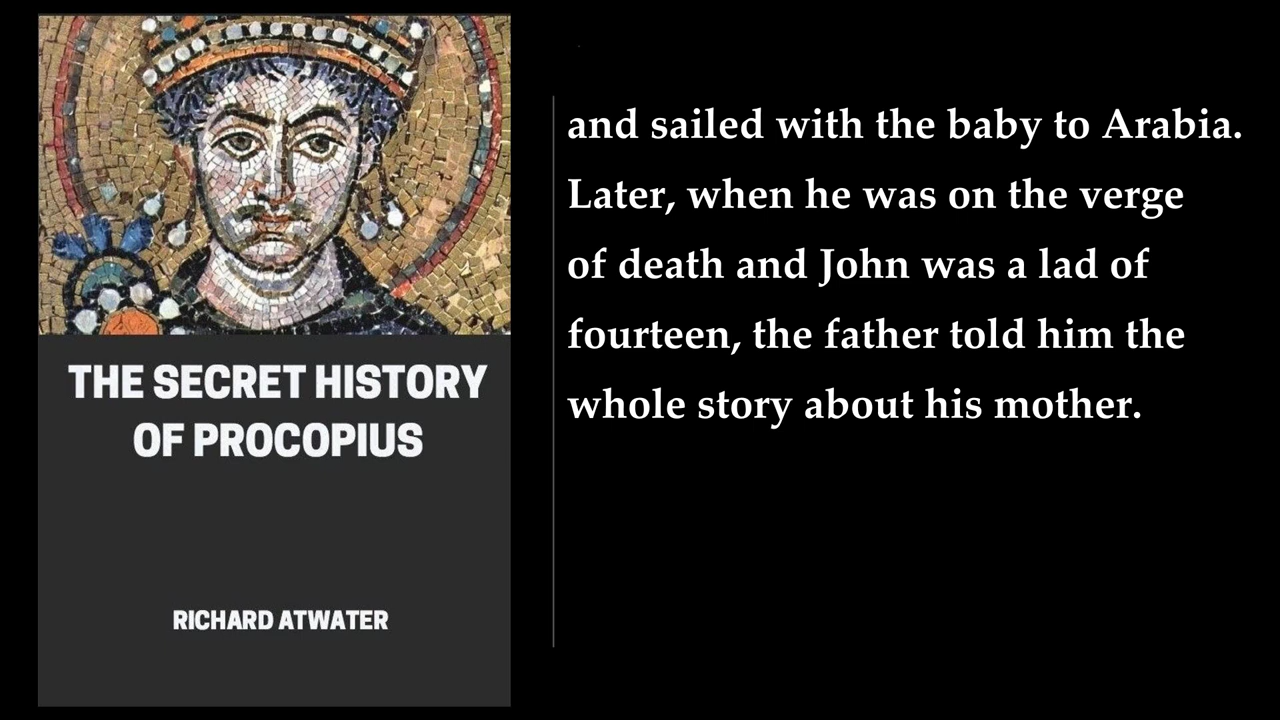 THE SECRET HISTORY
OF PROCOPIUS
RICHARD ATWATER
and sailed with the baby to Arabia.
Later, when he was on the verge
of death and John was a lad of
fourteen, the father told him the
whole story about his mother.